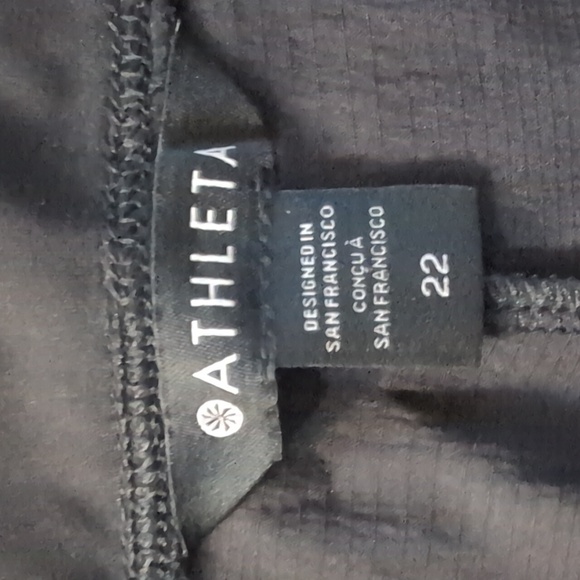 ATHLETA
DESIGNED IN
SAN FRANCISCO
CONÇU À
SAN FRANCISCO
22